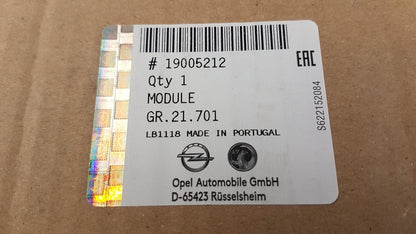 # 19005212
Qty 1
MODULE
GR.21.701
LB1118 MADE IN PORTUGAL
Opel Automobile GmbH
D-65423 Rüsselsheim
EAC
S622152084